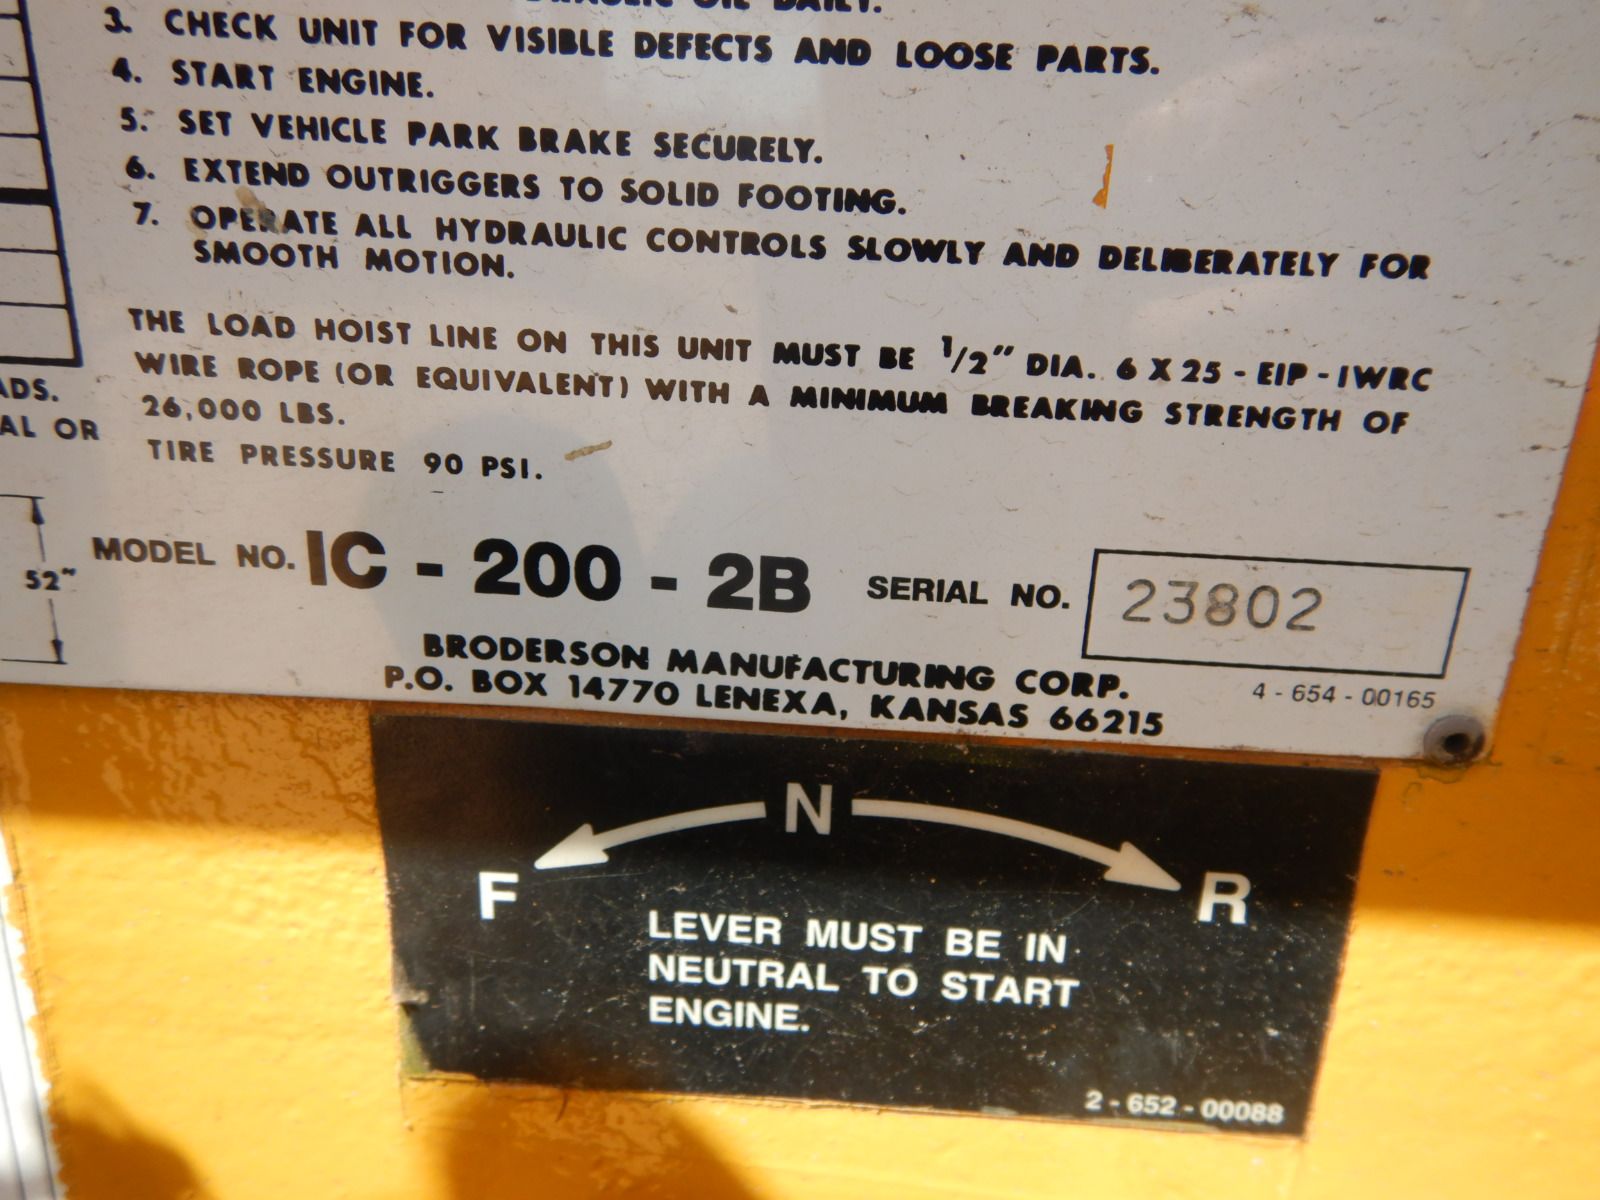 OIL DAILY.
3. CHECK UNIT FOR VISIBLE DEFECTS AND LOOSE PARTS.
4. START ENGINE.
5. SET VEHICLE PARK BRAKE SECURELY.
6. EXTEND OUTRIGGERS TO SOLID FOOTING.
7. OPERATE ALL HYDRAULIC CONTROLS SLOWLY AND DELIBERATELY FOR
SMOOTH MOTION.
THE LOAD HOIST LINE ON THIS UNIT MUST BE 1/2" DIA. 6 X 25 - EIP - IWRC
WIRE ROPE (OR EQUIVALENT) WITH A MINIMUM BREAKING STRENGTH OF
26,000 LBS.
TIRE PRESSURE 90 PSI.
ADS.
AL OR
52"
MODEL NO. IC - 200 - 2B SERIAL NO. 23802
BRODERSON MANUFACTURING CORP.
P.O. BOX 14770 LENEXA, KANSAS 66215
4 - 654 - 00165
N
F R
LEVER MUST BE IN
NEUTRAL TO START
ENGINE.
2 - 652 - 00088